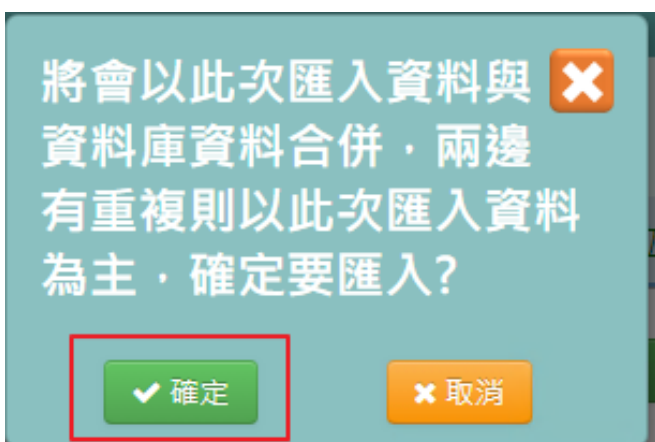 將會以此次匯入資料與
資料庫資料合併，兩邊
有重複則以此次匯入資料
為主，確定要匯入?
確定
取消